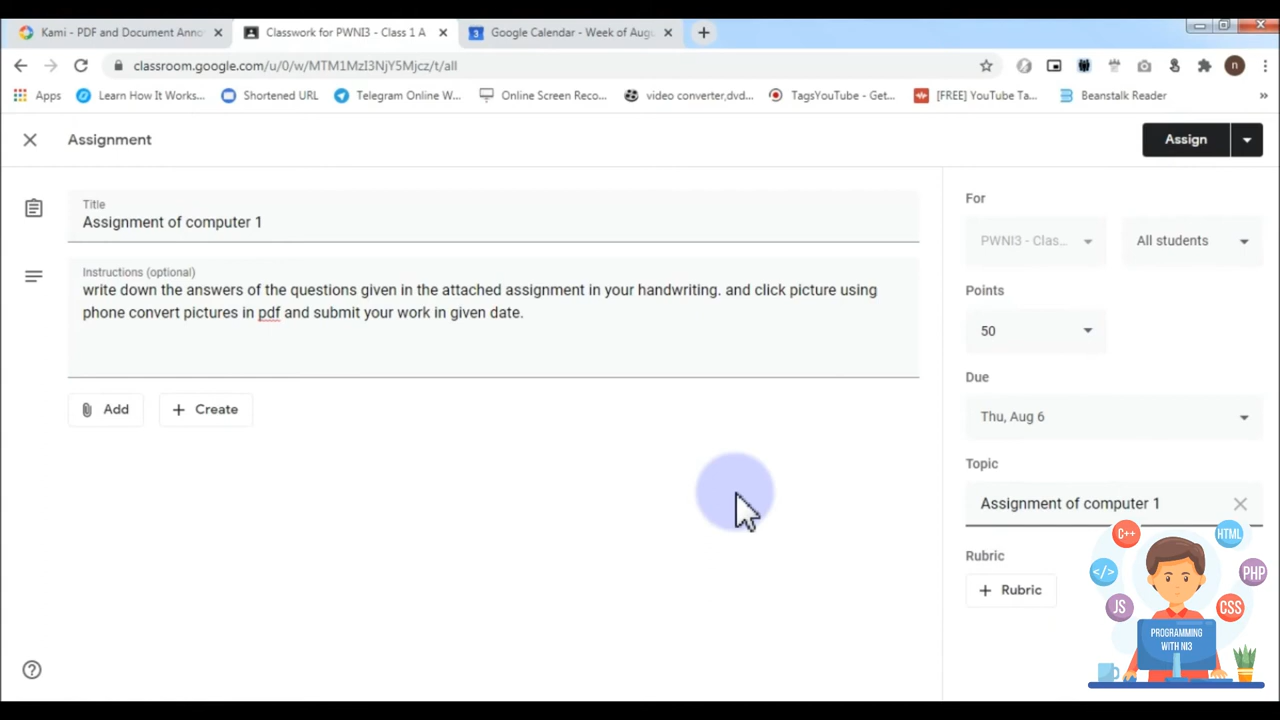 Kami - PDF and Document Anno
Classwork for PWNI3 - Class 1 A
Google Calendar - Week of Aug
classroom.google.com/u/0/w/MTM1MzI3NjY5Mjcz/t/all
n
Apps
Learn How It Works...
Shortened URL
Telegram Online W...
Online Screen Reco...
video converter,dvd...
TagsYouTube - Get...
[FREE] YouTube Ta...
Beanstalk Reader
»
Assignment
Assign
Title
Assignment of computer 1
Instructions (optional)
write down the answers of the questions given in the attached assignment in your handwriting. and click picture using
phone convert pictures in pdf and submit your work in given date.
Add
Create
For
PWNI3 - Clas...
All students
Points
50
Due
Thu, Aug 6
Topic
Assignment of computer 1
Rubric
Rubric
C++
HTML
</>
PHP
JS
CSS
PROGRAMMING
WITH NI3